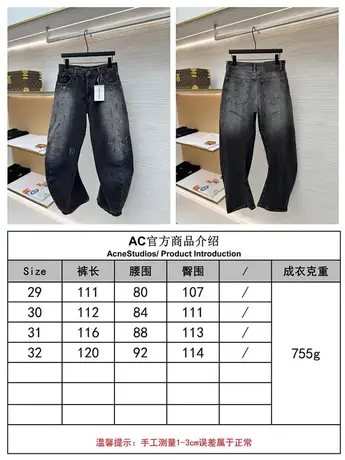 AC官方商品介绍
AcneStudios/ Product Introduction
Size 裤长 腰围 臀围 / 成衣克重
29 111 80 107 /
30 112 84 111 /
31 116 88 113 /
32 120 92 114 /
755g
温馨提示：手工测量1-3cm误差属于正常